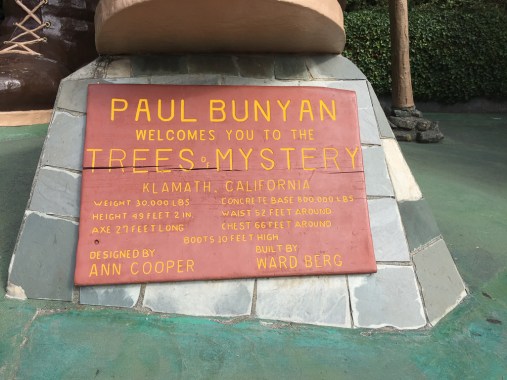 PAUL BUNYAN
WELCOMES YOU TO THE
TREES OF MYSTERY
KLAMATH, CALIFORNIA
WEIGHT 30,000 LBS. CONCRETE BASE 500,000 LBS
HEIGHT 49 FEET 2 IN. WAIST 52 FEET AROUND
AXE 27 FEET LONG CHEST 66 FEET AROUND
BOOTS 10 FEET HIGH
DESIGNED BY BUILT BY
ANN COOPER WARD BERG